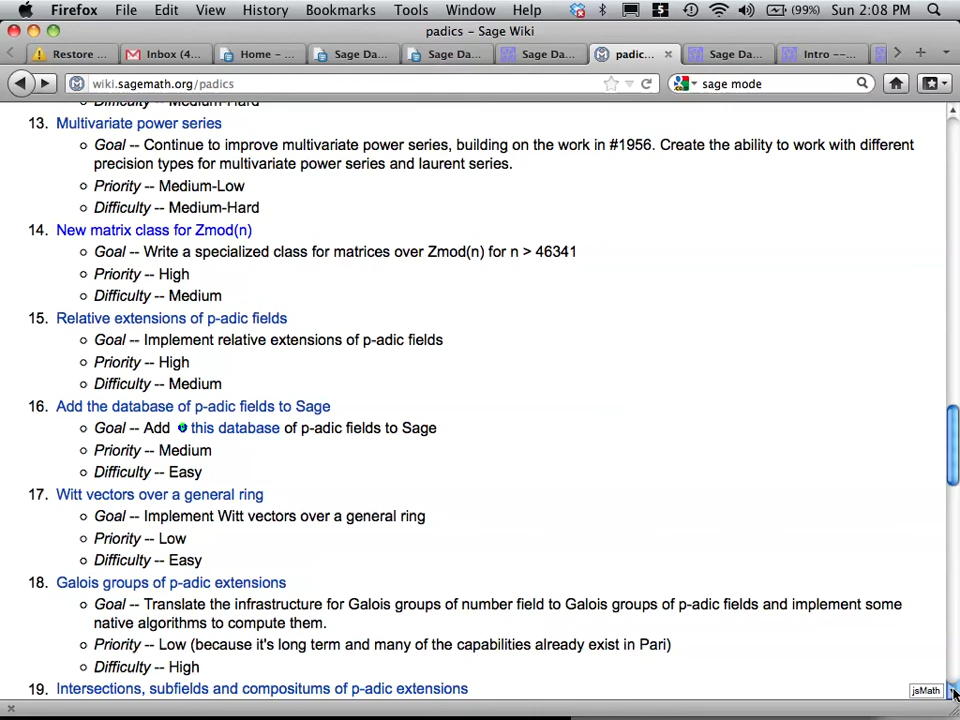 Firefox File Edit View History Bookmarks Tools Window Help (99%) Sun 2:08 PM
padics – Sage Wiki
Restore ... Inbox (4... Home – ... Sage Da... Sage Da... Sage Da... padic... Sage Da... Intro --...
wiki.sagemath.org/padics sage mode
Difficulty -- Medium-Hard
13. Multivariate power series
Goal -- Continue to improve multivariate power series, building on the work in #1956. Create the ability to work with different
precision types for multivariate power series and laurent series.
Priority -- Medium-Low
Difficulty -- Medium-Hard
14. New matrix class for Zmod(n)
Goal -- Write a specialized class for matrices over Zmod(n) for n > 46341
Priority -- High
Difficulty -- Medium
15. Relative extensions of p-adic fields
Goal -- Implement relative extensions of p-adic fields
Priority -- High
Difficulty -- Medium
16. Add the database of p-adic fields to Sage
Goal -- Add this database of p-adic fields to Sage
Priority -- Medium
Difficulty -- Easy
17. Witt vectors over a general ring
Goal -- Implement Witt vectors over a general ring
Priority -- Low
Difficulty -- Easy
18. Galois groups of p-adic extensions
Goal -- Translate the infrastructure for Galois groups of number field to Galois groups of p-adic fields and implement some
native algorithms to compute them.
Priority -- Low (because it's long term and many of the capabilities already exist in Pari)
Difficulty -- High
19. Intersections, subfields and compositums of p-adic extensions
jsMath